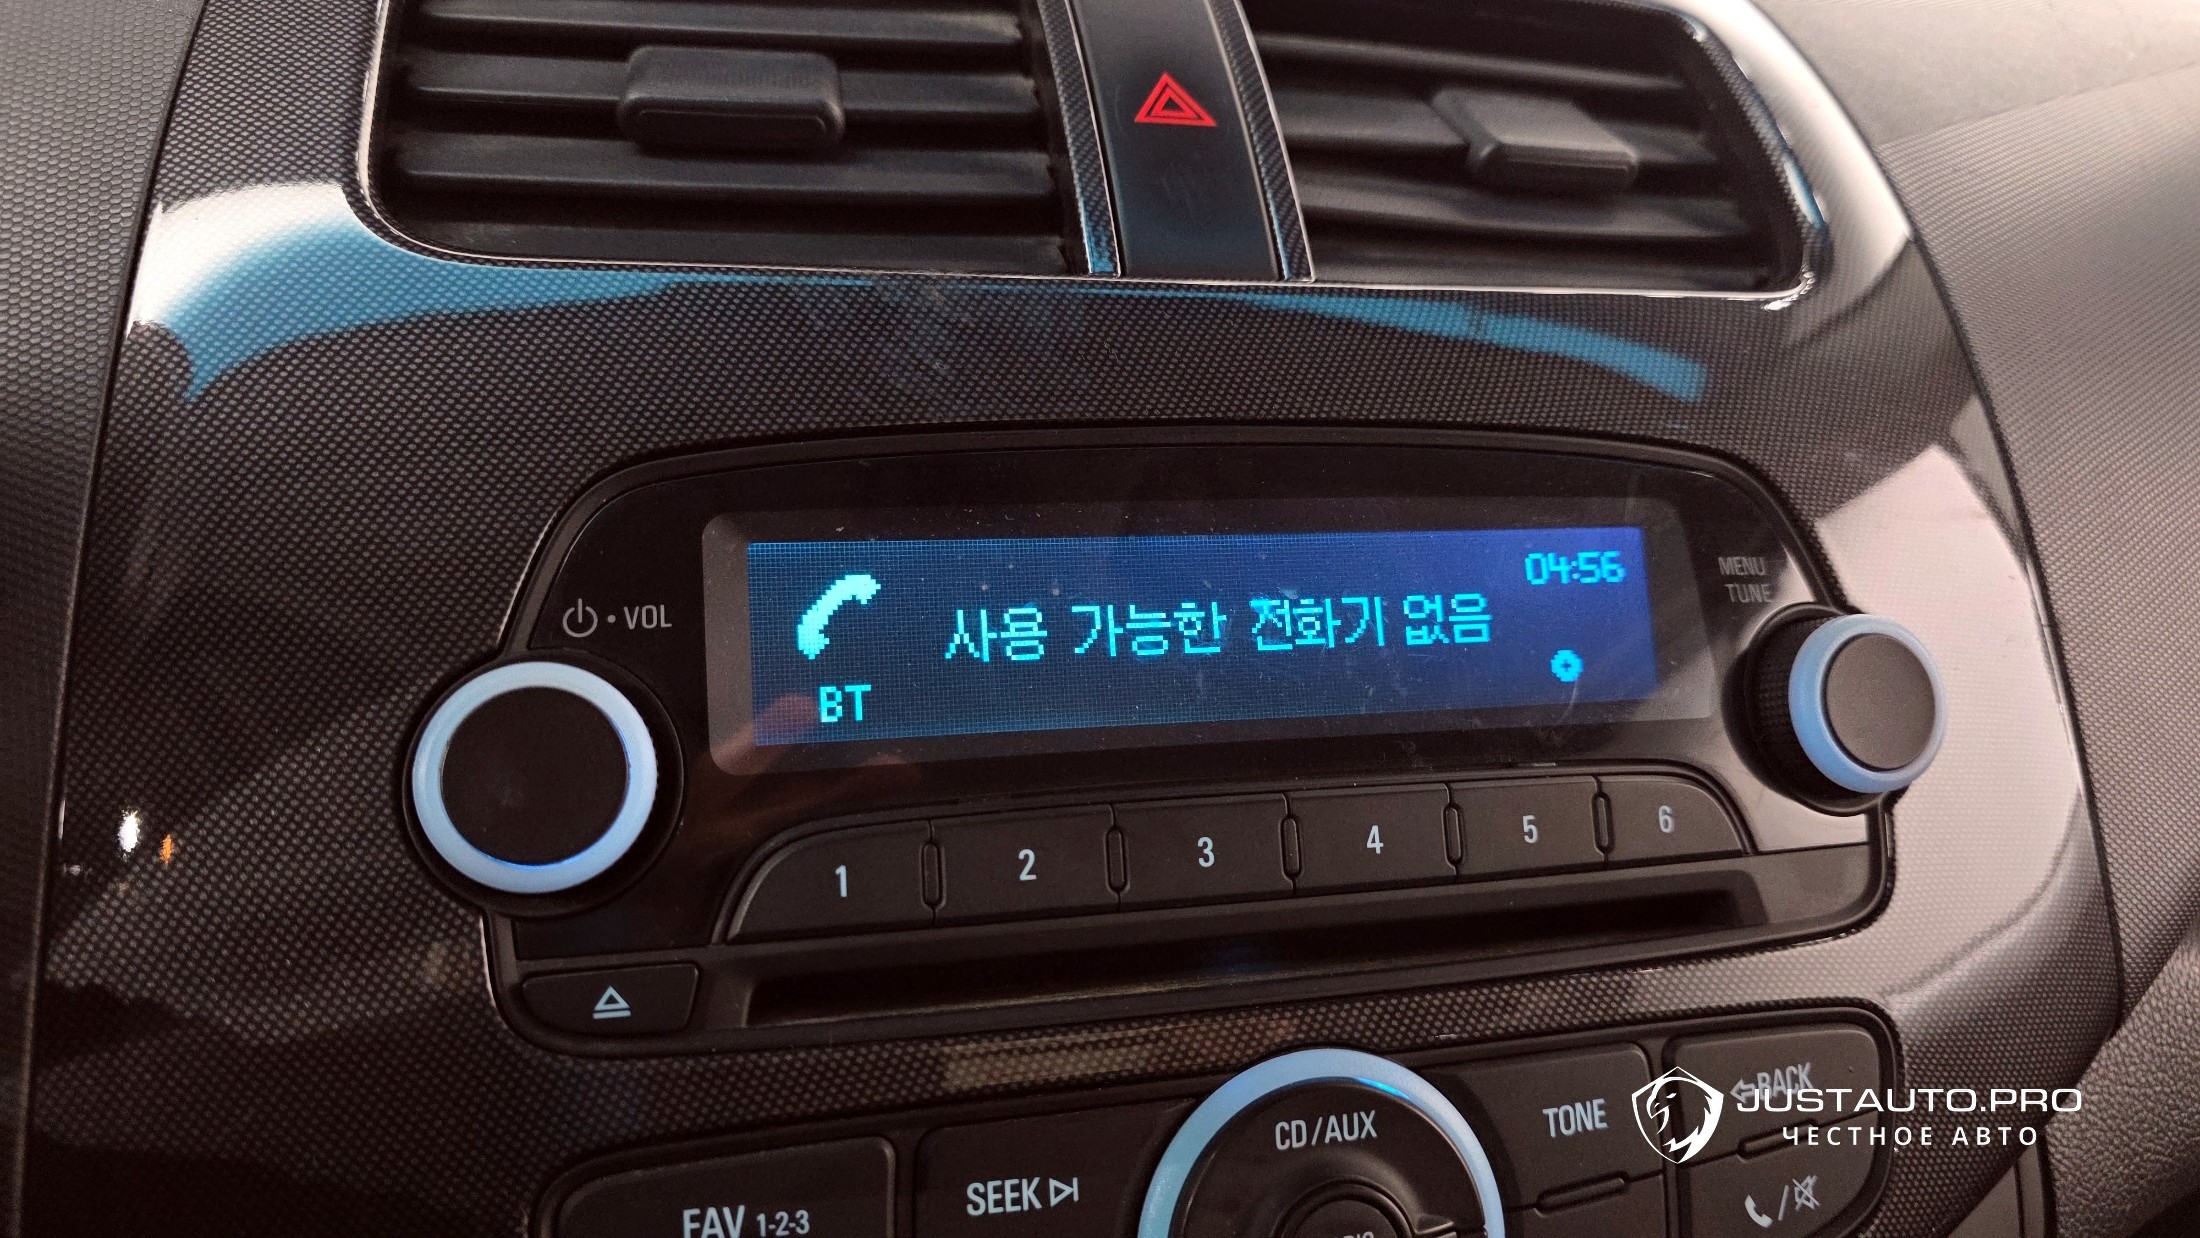 04:56
VOL
사용 가능한 전화기 없음
MENU
TUNE
BT
1 2 3 4 5 6
CD/AUX
TONE
BACK
FAV 1-2-3
SEEK
JUSTAUTO.PRO
ЧЕСТНОЕ АВТО